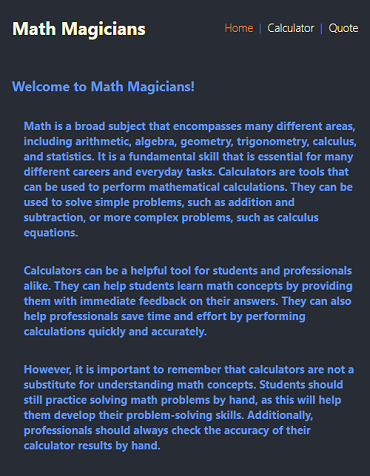 Math Magicians
Home | Calculator | Quote
Welcome to Math Magicians!
Math is a broad subject that encompasses many different areas,
including arithmetic, algebra, geometry, trigonometry, calculus,
and statistics. It is a fundamental skill that is essential for many
different careers and everyday tasks. Calculators are tools that
can be used to perform mathematical calculations. They can be
used to solve simple problems, such as addition and
subtraction, or more complex problems, such as calculus
equations.
Calculators can be a helpful tool for students and professionals
alike. They can help students learn math concepts by providing
them with immediate feedback on their answers. They can also
help professionals save time and effort by performing
calculations quickly and accurately.
However, it is important to remember that calculators are not a
substitute for understanding math concepts. Students should
still practice solving math problems by hand, as this will help
them develop their problem-solving skills. Additionally,
professionals should always check the accuracy of their
calculator results by hand.